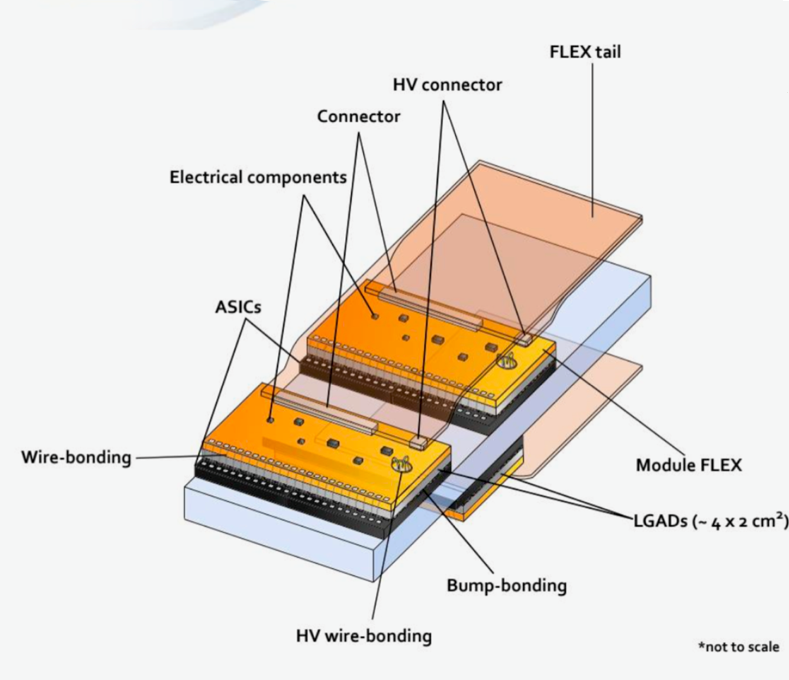 FLEX tail
HV connector
Connector
Electrical components
ASICs
Wire-bonding
Module FLEX
LGADs (~ 4 x 2 cm²)
Bump-bonding
HV wire-bonding
*not to scale